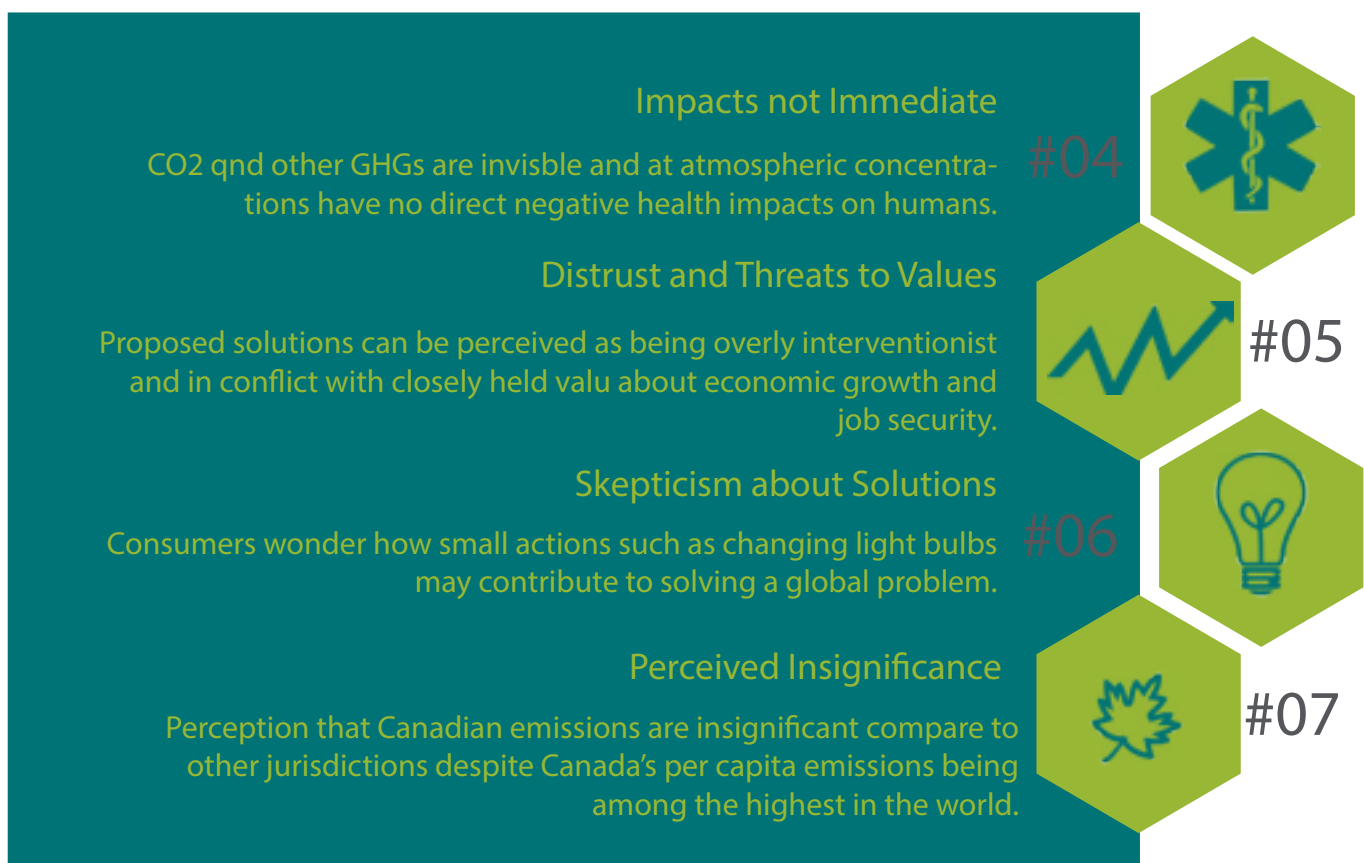 Impacts not Immediate
#04
CO2 qnd other GHGs are invisble and at atmospheric concentra-
tions have no direct negative health impacts on humans.
Distrust and Threats to Values
#05
Proposed solutions can be perceived as being overly interventionist
and in conflict with closely held valu about economic growth and
job security.
Skepticism about Solutions
#06
Consumers wonder how small actions such as changing light bulbs
may contribute to solving a global problem.
Perceived Insignificance
#07
Perception that Canadian emissions are insignificant compare to
other jurisdictions despite Canada’s per capita emissions being
among the highest in the world.